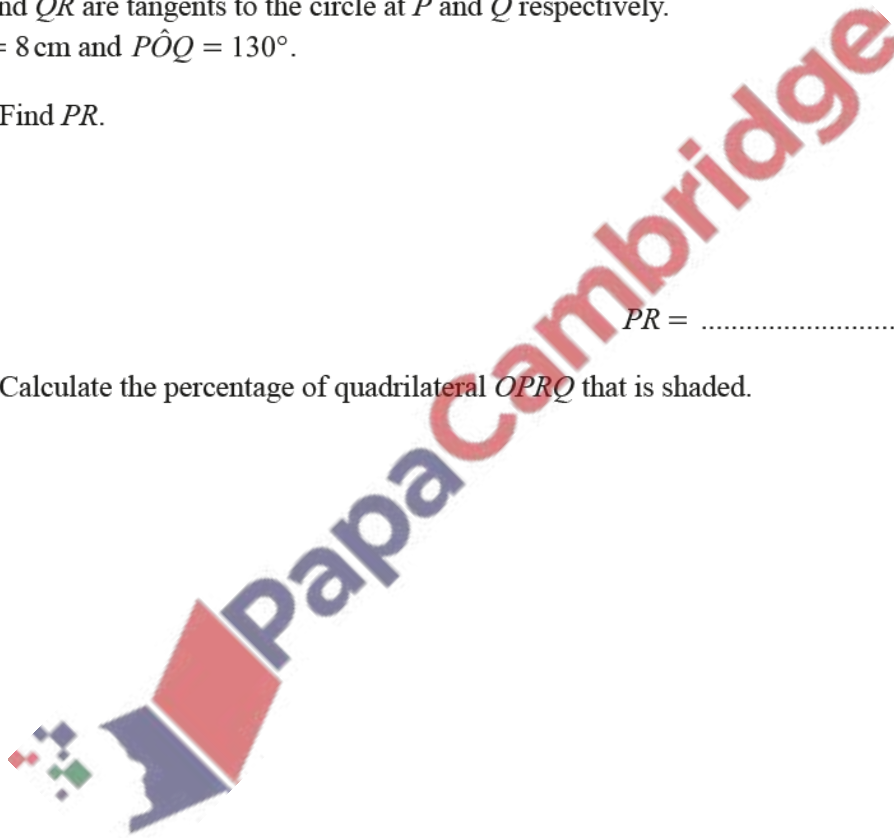 nd QR are tangents to the circle at P and Q respectively.
= 8 cm and PÔQ = 130°.
Find PR.
PR = ..........................
Calculate the percentage of quadrilateral OPRQ that is shaded.
PapaCambridge